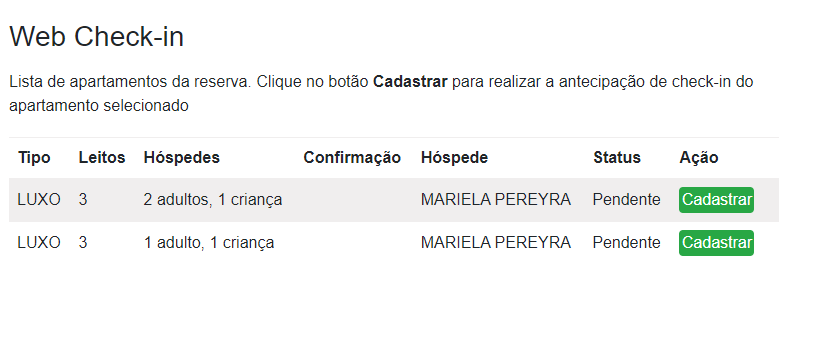 Web Check-in
Lista de apartamentos da reserva. Clique no botão Cadastrar para realizar a antecipação de check-in do
apartamento selecionado
Tipo Leitos Hóspedes Confirmação Hóspede Status Ação
LUXO 3 2 adultos, 1 criança MARIELA PEREYRA Pendente Cadastrar
LUXO 3 1 adulto, 1 criança MARIELA PEREYRA Pendente Cadastrar